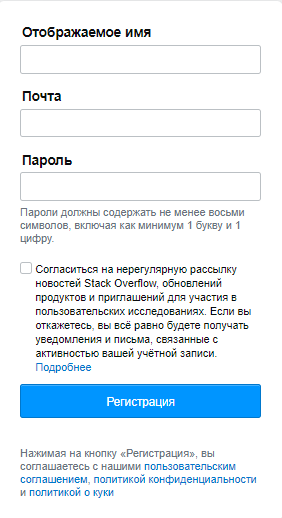 Отображаемое имя
Почта
Пароль
Пароли должны содержать не менее восьми
символов, включая как минимум 1 букву и 1
цифру.
Согласиться на нерегулярную рассылку
новостей Stack Overflow, обновлений
продуктов и приглашений для участия в
пользовательских исследованиях. Если вы
откажетесь, вы всё равно будете получать
уведомления и письма, связанные с
активностью вашей учётной записи.
Подробнее
Регистрация
Нажимая на кнопку «Регистрация», вы
соглашаетесь с нашими пользовательским
соглашением, политикой конфиденциальности
и политикой о куки